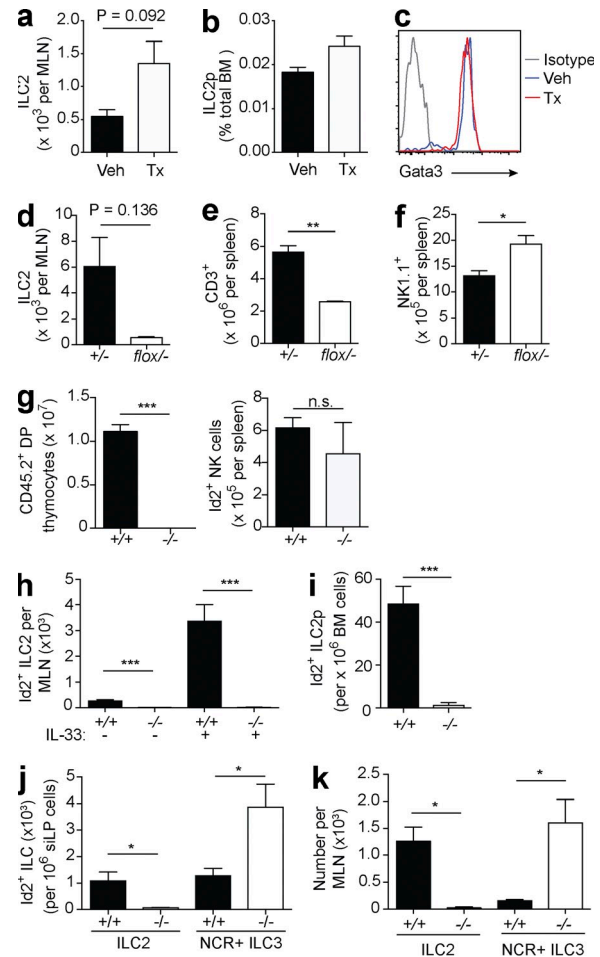 a
P = 0.092
ILC2
(x 10³ per MLN)
2.0
1.5
1.0
0.5
0
Veh
Tx
b
ILC2p
(% total BM)
0.03
0.02
0.01
0.00
Veh
Tx
c
Isotype
Veh
Tx
Gata3
d
P = 0.136
ILC2
(x 10³ per MLN)
10
8
6
4
2
0
+/-
flox/-
e
**
CD3⁺
(x 10⁶ per spleen)
8
6
4
2
0
+/-
flox/-
f
*
NK1.1⁺
(x 10⁵ per spleen)
25
20
15
10
5
0
+/-
flox/-
g
***
CD45.2⁺ DP
thymocytes (x 10⁷)
1.5
1.0
0.5
0
+/+
-/-
n.s.
Id2⁺ NK cells
(x 10⁵ per spleen)
8
6
4
2
0
+/+
-/-
h
***
***
Id2⁺ ILC2 per
MLN (x10³)
5
4
3
2
1
0
+/+
-/-
+/+
-/-
IL-33: - - + +
i
***
Id2⁺ ILC2p
(per x 10⁶ BM cells)
60
40
20
0
+/+
-/-
j
*
*
Id2⁺ ILC (x10³)
(per 10⁶ siLP cells)
5
4
3
2
1
0
+/+
-/-
+/+
-/-
ILC2
NCR+ ILC3
k
*
*
Number per
MLN (x10³)
2.5
2.0
1.5
1.0
0.5
0
+/+
-/-
+/+
-/-
ILC2
NCR+ ILC3